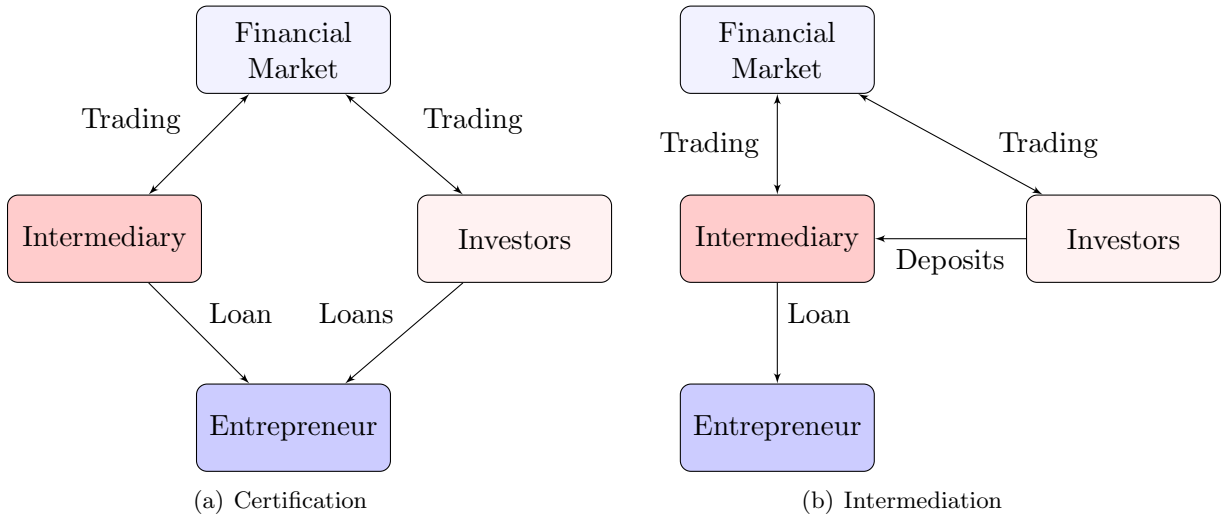 Financial
Market
Trading
Trading
Intermediary
Investors
Loan
Loans
Entrepreneur
(a) Certification
Financial
Market
Trading
Trading
Intermediary
Investors
Deposits
Loan
Entrepreneur
(b) Intermediation